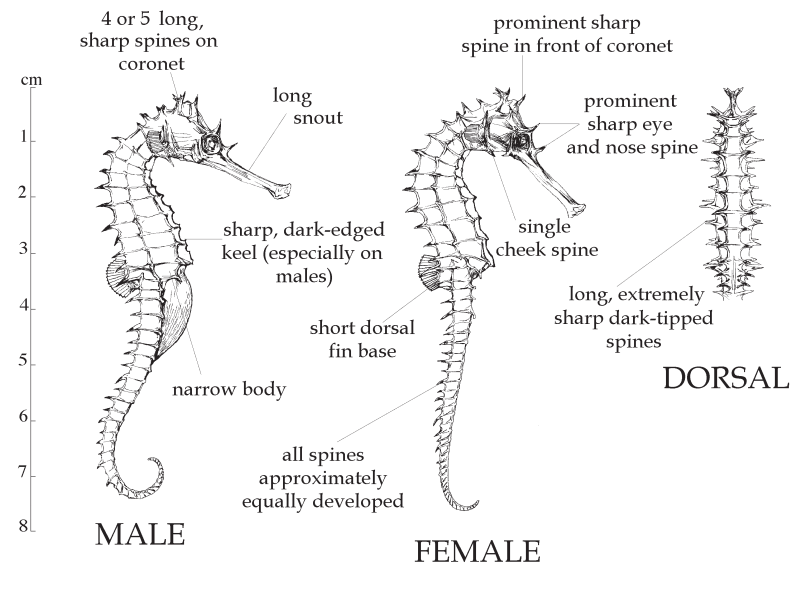 4 or 5 long,
sharp spines on
coronet
prominent sharp
spine in front of coronet
cm
long
snout
prominent
sharp eye
and nose spine
1
2
3
4
5
6
7
8
sharp, dark-edged
keel (especially on
males)
single
cheek spine
long, extremely
sharp dark-tipped
spines
short dorsal
fin base
narrow body
DORSAL
all spines
approximately
equally developed
MALE
FEMALE